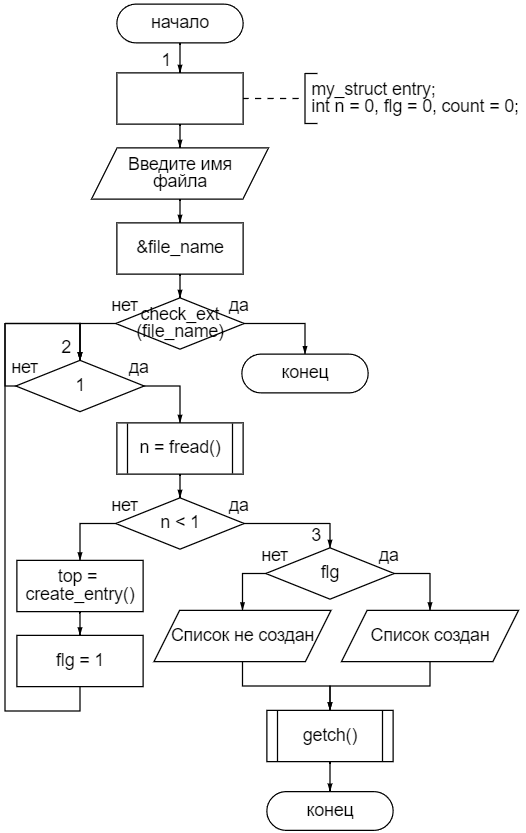 начало
1
my_struct entry;
int n = 0, flg = 0, count = 0;
Введите имя
файла
&file_name
нет
check_ext
(file_name)
да
конец
2
нет
1
да
n = fread()
нет
n < 1
да
3
top =
create_entry()
нет
flg
да
flg = 1
Список не создан
Список создан
getch()
конец